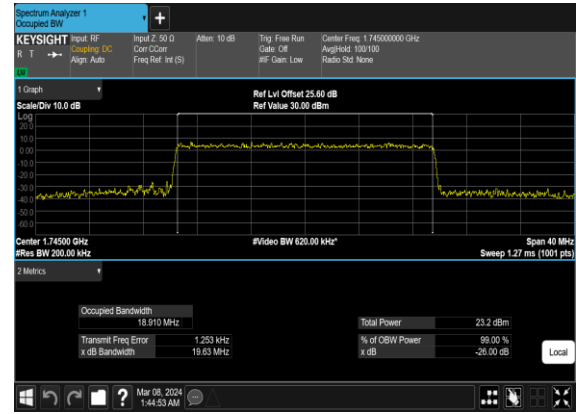 Spectrum Analyzer 1
Occupied BW
+
KEYSIGHT Input: RF Input Z: 50 Ω Atten: 10 dB Trig: Free Run Center Freq: 1.745000000 GHz
R T Coupling: DC Corr CCorr Gate: Off Avg|Hold: 100/100
Align: Auto Freq Ref: Int (S) #IF Gain: Low Radio Std: None
LW
1 Graph Ref Lvl Offset 25.60 dB
Scale/Div 10.0 dB Ref Value 30.00 dBm
Log
20.0
10.0
0.00
-10.0
-20.0
-30.0
-40.0
-50.0
-60.0
Center 1.74500 GHz #Video BW 620.00 kHz* Span 40 MHz
#Res BW 200.00 kHz Sweep 1.27 ms (1001 pts)
2 Metrics
Occupied Bandwidth
18.910 MHz Total Power 23.2 dBm
Transmit Freq Error 1.253 kHz % of OBW Power 99.00 %
x dB Bandwidth 19.63 MHz x dB -26.00 dB
Local
? Mar 08, 2024
1:44:53 AM